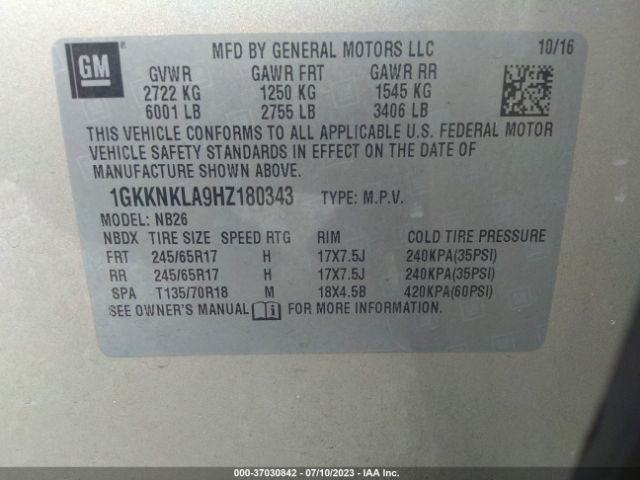 GM
MFD BY GENERAL MOTORS LLC 10/16
GVWR GAWR FRT GAWR RR
2722 KG 1250 KG 1545 KG
6001 LB 2755 LB 3406 LB
THIS VEHICLE CONFORMS TO ALL APPLICABLE U.S. FEDERAL MOTOR
VEHICLE SAFETY STANDARDS IN EFFECT ON THE DATE OF
MANUFACTURE SHOWN ABOVE.
1GKKNKLA9HZ180343 TYPE: M.P.V.
MODEL: NB26
NBDX TIRE SIZE SPEED RTG RIM COLD TIRE PRESSURE
FRT 245/65R17 H 17X7.5J 240KPA(35PSI)
RR 245/65R17 H 17X7.5J 240KPA(35PSI)
SPA T135/70R18 M 18X4.5B 420KPA(60PSI)
SEE OWNER'S MANUAL FOR MORE INFORMATION.
000-37030842 - 07/10/2023 - IAA Inc.